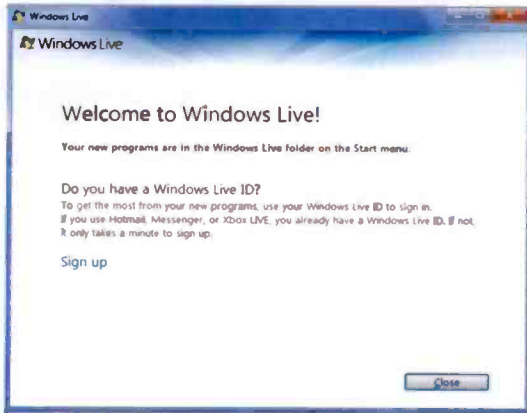 Windows Live
Windows Live
Welcome to Windows Live!
Your new programs are in the Windows Live folder on the Start menu.
Do you have a Windows Live ID?
To get the most from your new programs, use your Windows Live ID to sign in.
If you use Hotmail, Messenger, or Xbox LIVE, you already have a Windows Live ID. If not,
it only takes a minute to sign up.
Sign up
Close